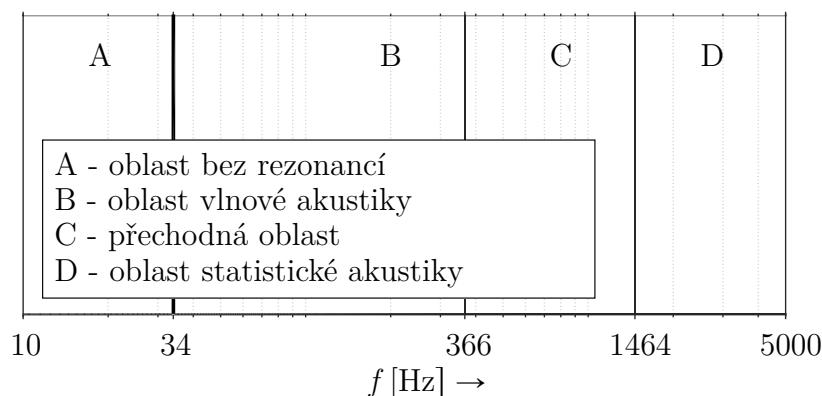 A B C D
A - oblast bez rezonancí
B - oblast vlnové akustiky
C - přechodná oblast
D - oblast statistické akustiky
10 34 366 1464 5000
f [Hz] →